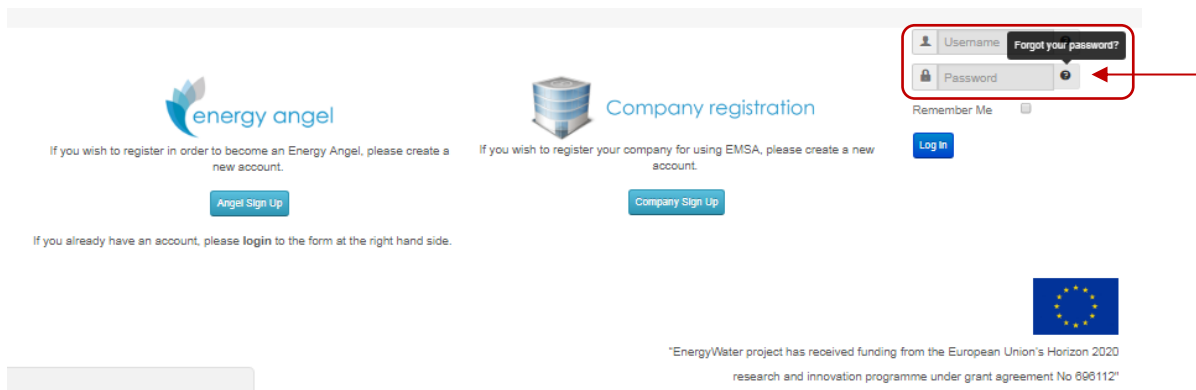 Username
Forgot your password?
Password
Remember Me
Log In
energy angel
If you wish to register in order to become an Energy Angel, please create a
new account.
Angel Sign Up
If you already have an account, please login to the form at the right hand side.
Company registration
If you wish to register your company for using EMSA, please create a new
account.
Company Sign Up
"EnergyWater project has received funding from the European Union's Horizon 2020
research and innovation programme under grant agreement No 696112"